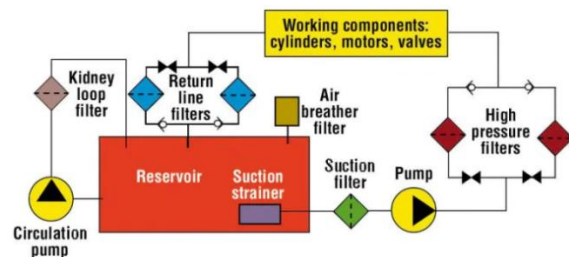 Working components:
cylinders, motors, valves
Kidney
loop
filter
Return
line
filters
Air
breather
filter
High
pressure
filters
Reservoir
Suction
strainer
Suction
filter
Pump
Circulation
pump